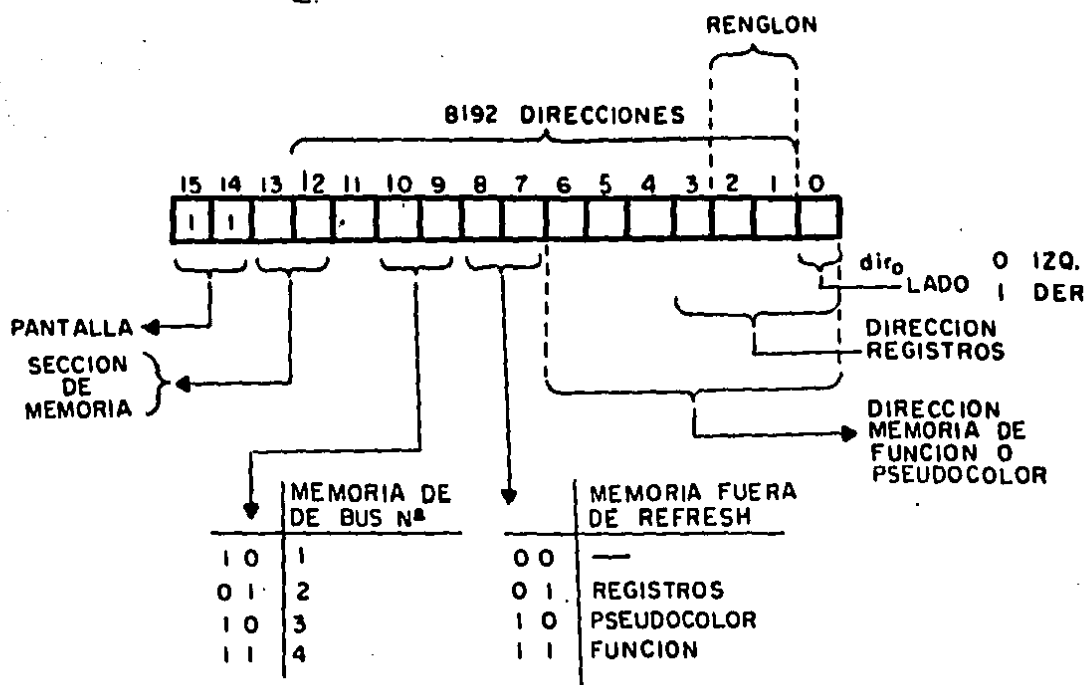 RENGLON
8192 DIRECCIONES
15 14 13 12 11 10 9 8 7 6 5 4 3 2 1 0
1 1
dir0 0 IZQ.
LADO 1 DER
PANTALLA
SECCION
DE
MEMORIA
DIRECCION
REGISTROS
DIRECCION
MEMORIA DE
FUNCION O
PSEUDOCOLOR
MEMORIA DE
DE BUS Nª
1 0 1
0 1 2
1 0 3
1 1 4
MEMORIA FUERA
DE REFRESH
0 0 —
0 1 REGISTROS
1 0 PSEUDOCOLOR
1 1 FUNCION